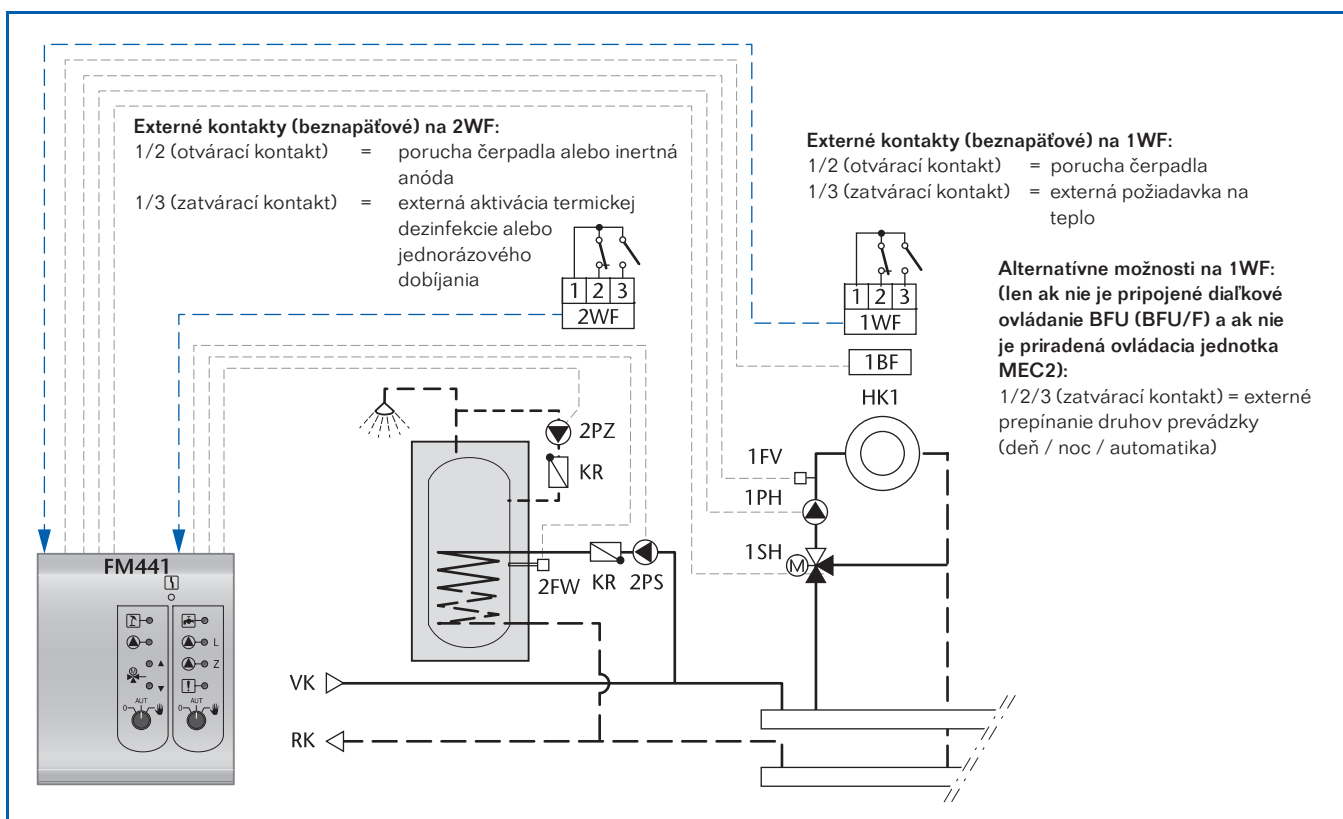 Externé kontakty (beznapäťové) na 2WF:
1/2 (otvárací kontakt) = porucha čerpadla alebo inertná
anóda
1/3 (zatvárací kontakt) = externá aktivácia termickej
dezinfekcie alebo
jednorázového
dobíjania
1 2 3
2WF
Externé kontakty (beznapäťové) na 1WF:
1/2 (otvárací kontakt) = porucha čerpadla
1/3 (zatvárací kontakt) = externá požiadavka na
teplo
1 2 3
1WF
1BF
HK1
Alternatívne možnosti na 1WF:
(len ak nie je pripojené diaľkové
ovládanie BFU (BFU/F) a ak nie
je priradená ovládacia jednotka
MEC2):
1/2/3 (zatvárací kontakt) = externé
prepínanie druhov prevádzky
(deň / noc / automatika)
2PZ
KR
1FV
1PH
1SH
M
2FW KR 2PS
FM441
L
Z
M
AUT
0
AUT
0
VK
RK